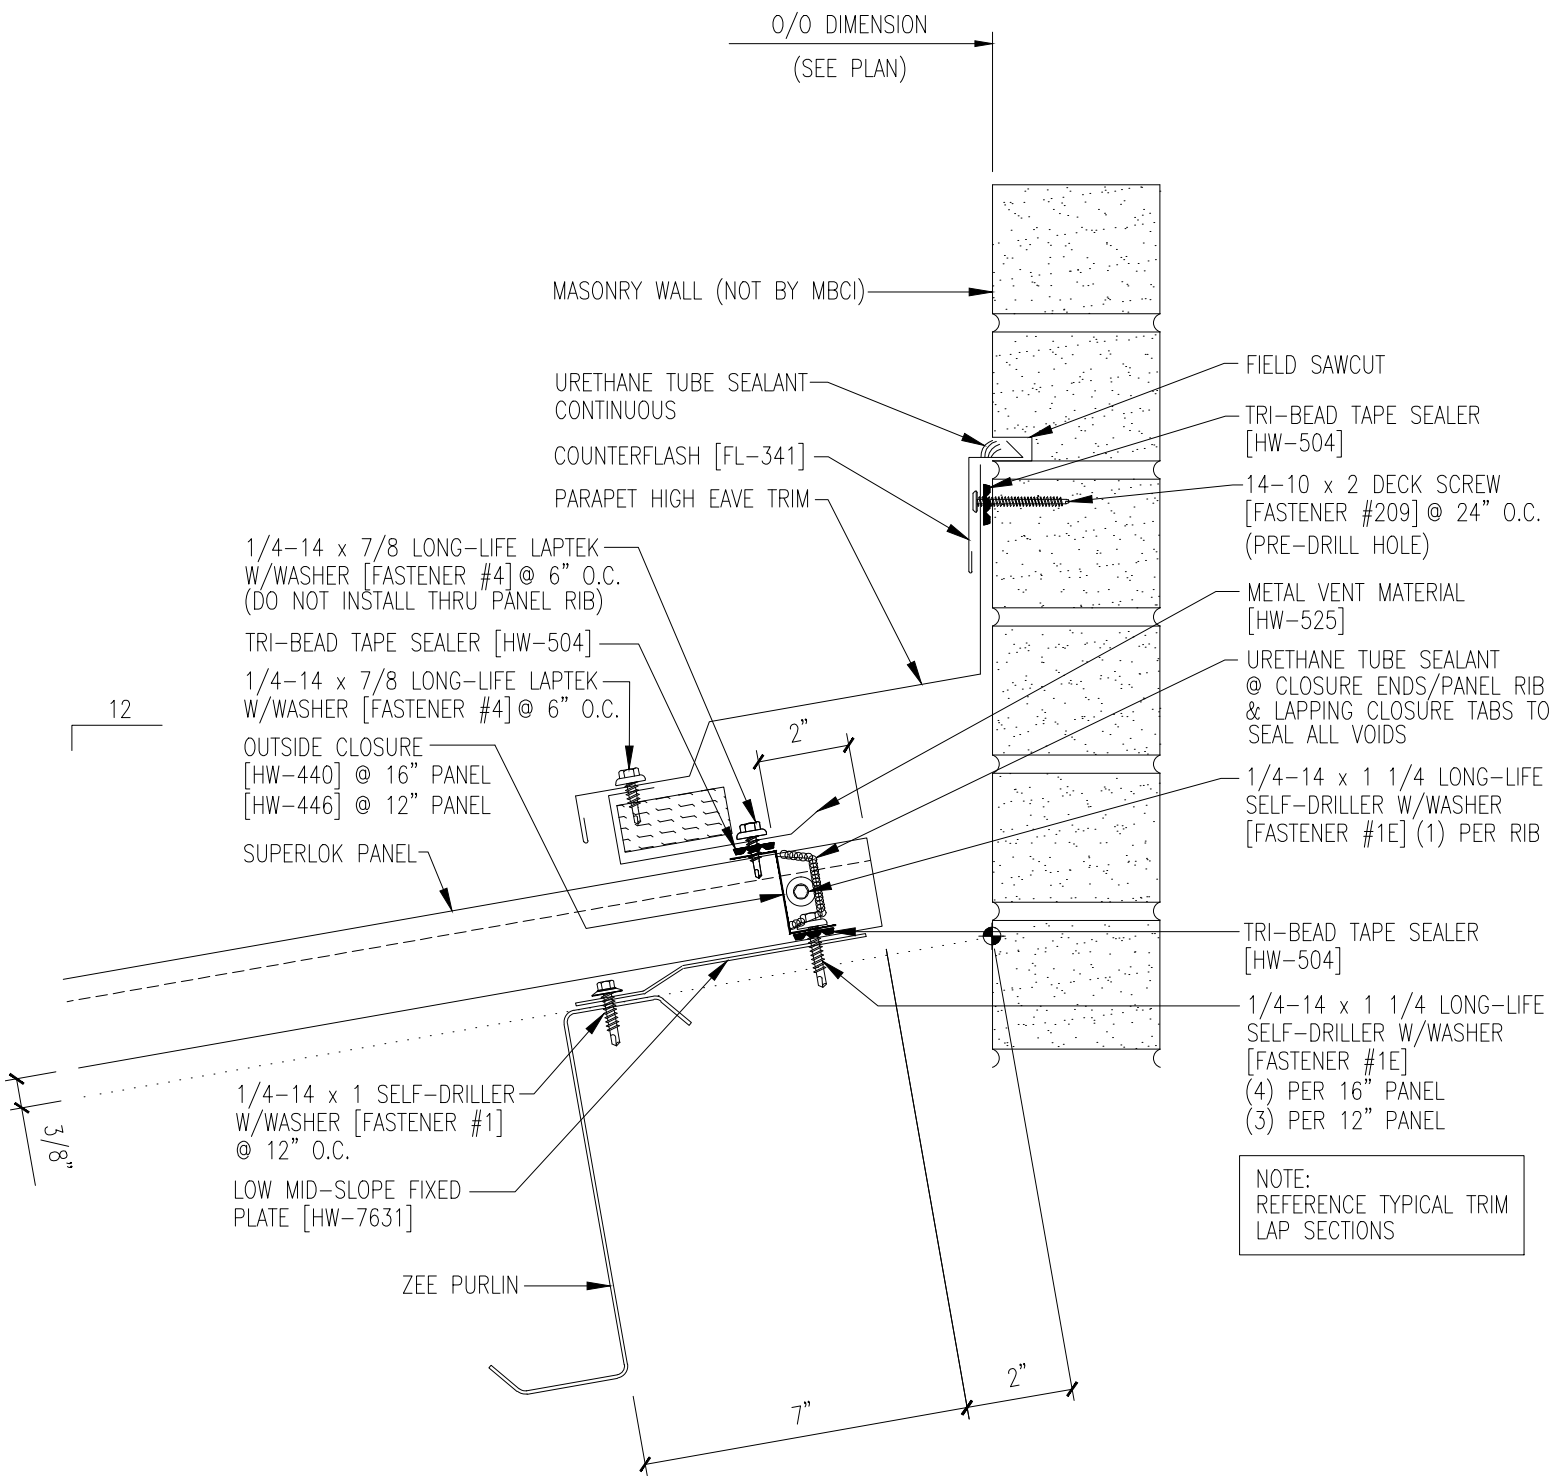 O/O DIMENSION
(SEE PLAN)
MASONRY WALL (NOT BY MBCI)
URETHANE TUBE SEALANT
CONTINUOUS
COUNTERFLASH [FL-341]
PARAPET HIGH EAVE TRIM
1/4-14 x 7/8 LONG-LIFE LAPTEK
W/WASHER [FASTENER #4] @ 6" O.C.
(DO NOT INSTALL THRU PANEL RIB)
TRI-BEAD TAPE SEALER [HW-504]
1/4-14 x 7/8 LONG-LIFE LAPTEK
W/WASHER [FASTENER #4] @ 6" O.C.
OUTSIDE CLOSURE
[HW-440] @ 16" PANEL
[HW-446] @ 12" PANEL
SUPERLOK PANEL
12
2"
FIELD SAWCUT
TRI-BEAD TAPE SEALER
[HW-504]
14-10 x 2 DECK SCREW
[FASTENER #209] @ 24" O.C.
(PRE-DRILL HOLE)
METAL VENT MATERIAL
[HW-525]
URETHANE TUBE SEALANT
@ CLOSURE ENDS/PANEL RIB
& LAPPING CLOSURE TABS TO
SEAL ALL VOIDS
1/4-14 x 1 1/4 LONG-LIFE
SELF-DRILLER W/WASHER
[FASTENER #1E] (1) PER RIB
TRI-BEAD TAPE SEALER
[HW-504]
1/4-14 x 1 1/4 LONG-LIFE
SELF-DRILLER W/WASHER
[FASTENER #1E]
(4) PER 16" PANEL
(3) PER 12" PANEL
3/8"
1/4-14 x 1 SELF-DRILLER
W/WASHER [FASTENER #1]
@ 12" O.C.
LOW MID-SLOPE FIXED
PLATE [HW-7631]
ZEE PURLIN
7"
2"
NOTE:
REFERENCE TYPICAL TRIM
LAP SECTIONS